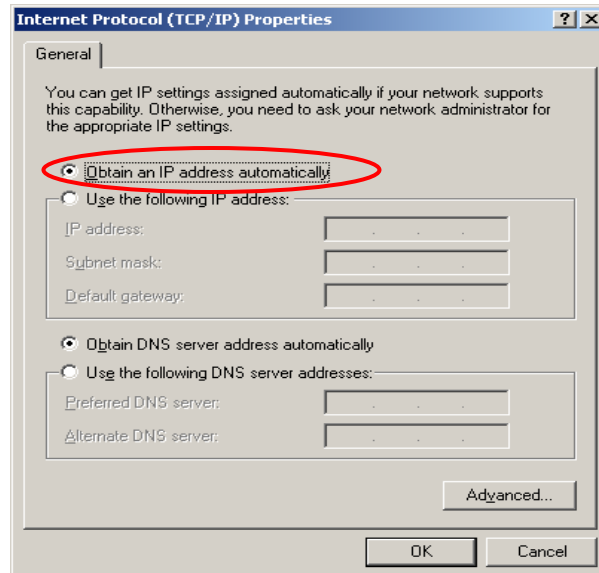 Internet Protocol (TCP/IP) Properties
General
You can get IP settings assigned automatically if your network supports
this capability. Otherwise, you need to ask your network administrator for
the appropriate IP settings.
Obtain an IP address automatically
Use the following IP address:
IP address:
Subnet mask:
Default gateway:
Obtain DNS server address automatically
Use the following DNS server addresses:
Preferred DNS server:
Alternate DNS server:
Advanced...
OK Cancel